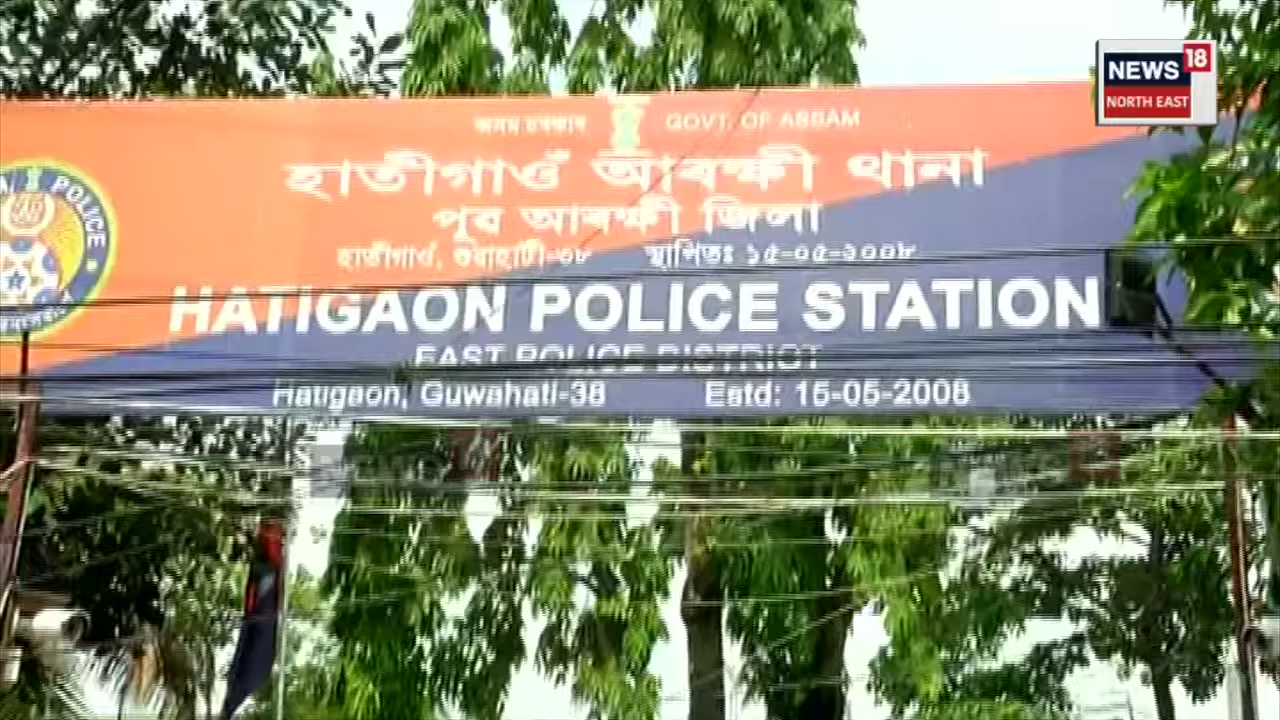 NEWS 18
NORTH EAST
অসম চৰকাৰ GOVT. OF ASSAM
হাতীগাওঁ আৰক্ষী থানা
পূব আৰক্ষী জিলা
হাতীগাওঁ, গুৱাহাটী-৩৮ স্থাপিতঃ ১৫-০৫-২০০৮
POLICE
HATIGAON POLICE STATION
EAST POLICE DISTRICT
Hatigaon, Guwahati-38 Estd: 15-05-2008